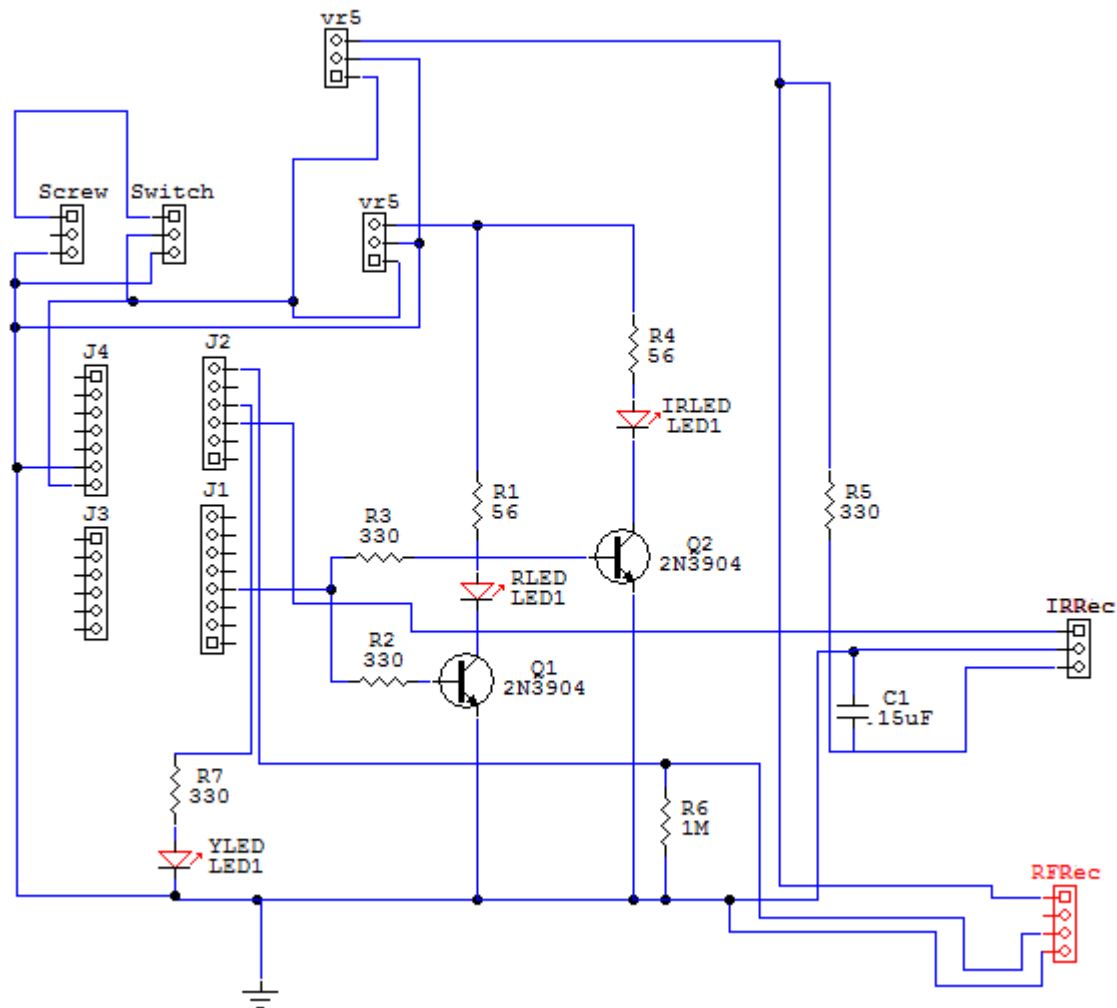 vr5
Screw
Switch
vr5
J4
J2
R4
56
IRLED
LED1
J1
R1
56
R5
330
J3
R3
330
Q2
2N3904
RLED
LED1
IRRec
R2
330
Q1
2N3904
C1
.15uF
R7
330
R6
1M
YLED
LED1
RFRec